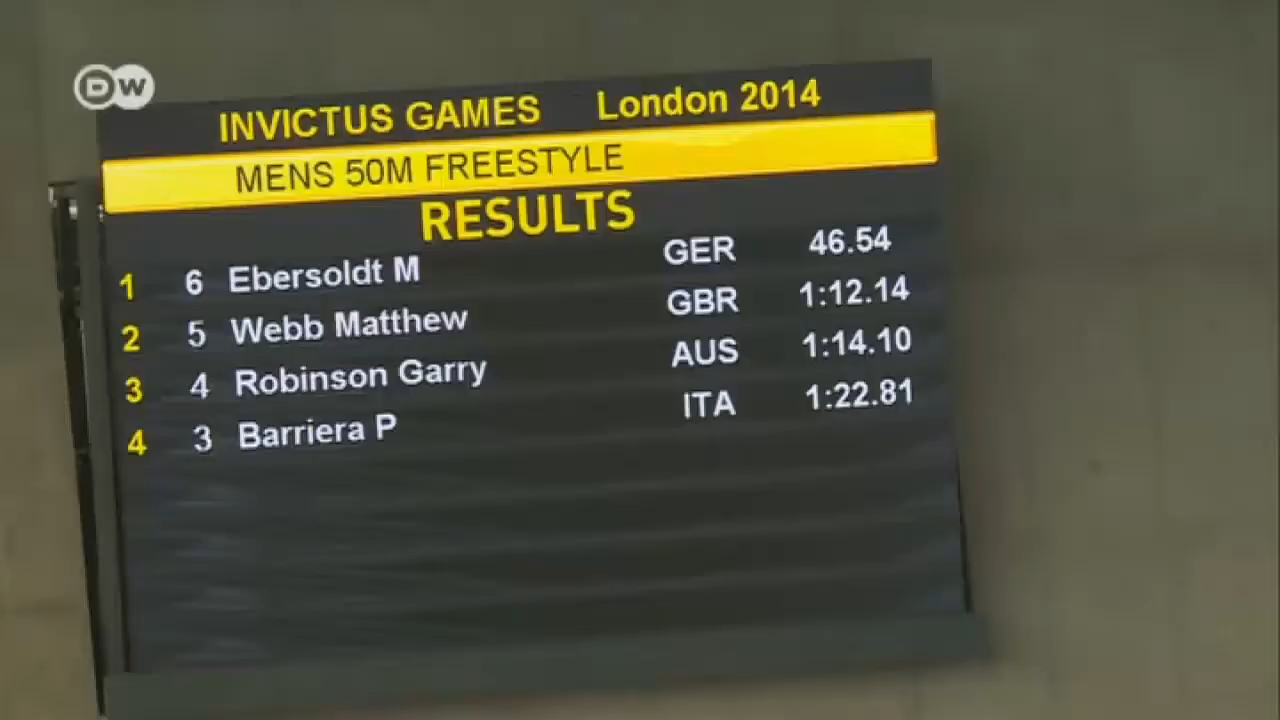 DW
INVICTUS GAMES London 2014
MENS 50M FREESTYLE
RESULTS
1 6 Ebersoldt M GER 46.54
2 5 Webb Matthew GBR 1:12.14
3 4 Robinson Garry AUS 1:14.10
4 3 Barriera P ITA 1:22.81